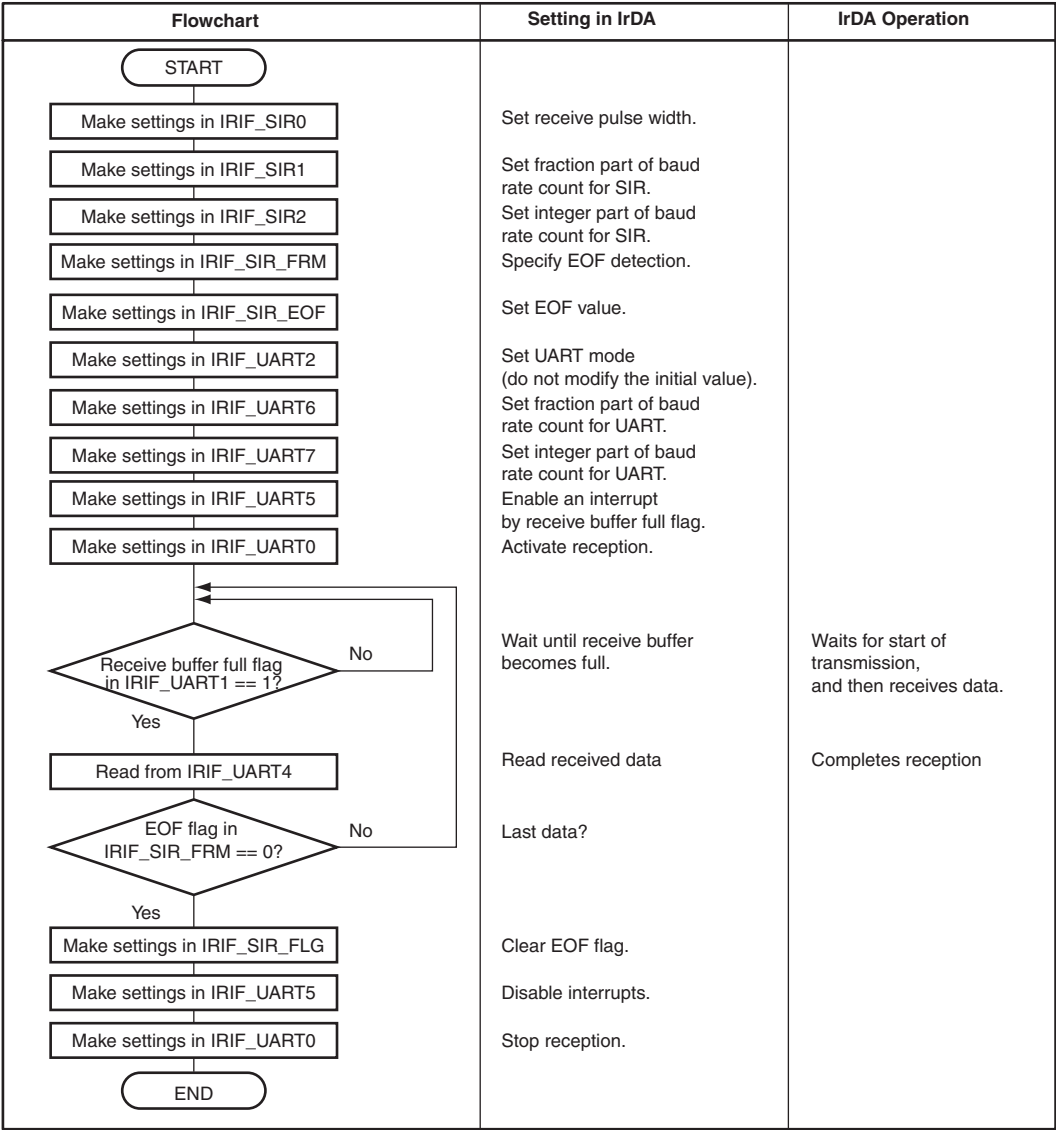 Flowchart
Setting in IrDA
IrDA Operation
START
Make settings in IRIF_SIR0
Set receive pulse width.
Make settings in IRIF_SIR1
Set fraction part of baud
rate count for SIR.
Make settings in IRIF_SIR2
Set integer part of baud
rate count for SIR.
Make settings in IRIF_SIR_FRM
Specify EOF detection.
Make settings in IRIF_SIR_EOF
Set EOF value.
Make settings in IRIF_UART2
Set UART mode
(do not modify the initial value).
Make settings in IRIF_UART6
Set fraction part of baud
rate count for UART.
Make settings in IRIF_UART7
Set integer part of baud
rate count for UART.
Make settings in IRIF_UART5
Enable an interrupt
by receive buffer full flag.
Make settings in IRIF_UART0
Activate reception.
Receive buffer full flag
in IRIF_UART1 == 1?
No
Yes
Wait until receive buffer
becomes full.
Waits for start of
transmission,
and then receives data.
Read from IRIF_UART4
Read received data
Completes reception
EOF flag in
IRIF_SIR_FRM == 0?
No
Yes
Last data?
Make settings in IRIF_SIR_FLG
Clear EOF flag.
Make settings in IRIF_UART5
Disable interrupts.
Make settings in IRIF_UART0
Stop reception.
END